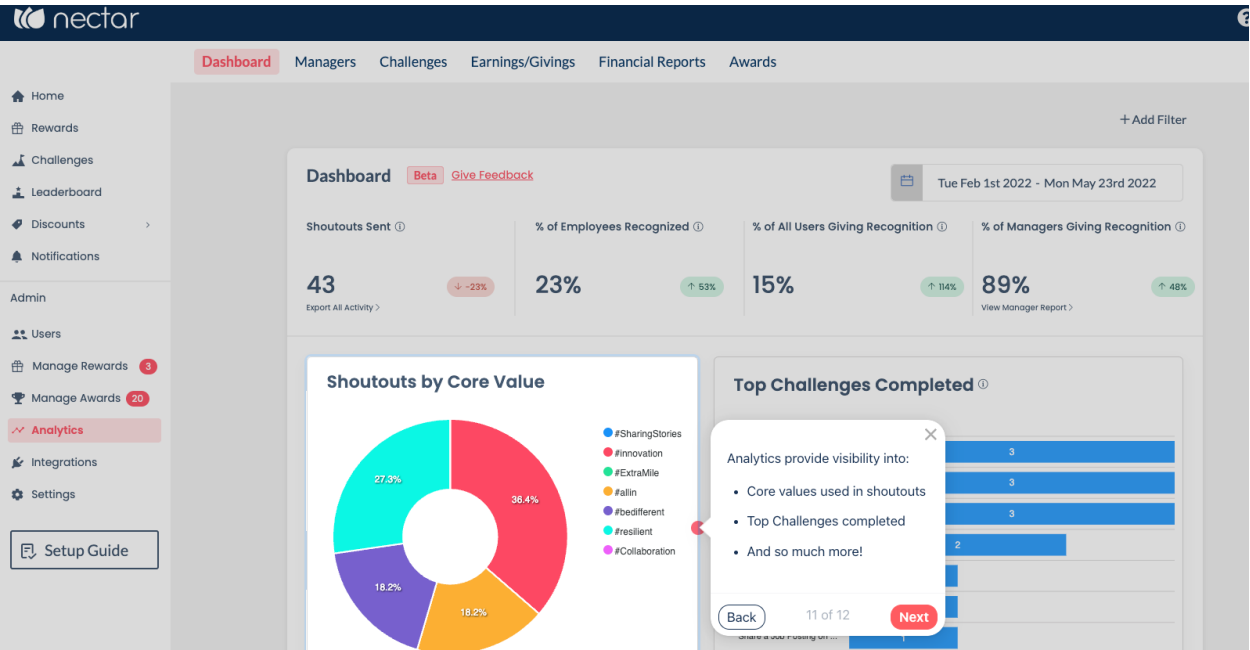 nectar
Dashboard Managers Challenges Earnings/Givings Financial Reports Awards
Home
Rewards
Challenges
Leaderboard
Discounts
Notifications
Admin
Users
Manage Rewards 3
Manage Awards 20
Analytics
Integrations
Settings
Setup Guide
+ Add Filter
Dashboard Beta Give Feedback
Tue Feb 1st 2022 - Mon May 23rd 2022
Shoutouts Sent
43
↓ -23%
Export All Activity >
% of Employees Recognized
23%
↑ 53%
% of All Users Giving Recognition
15%
↑ 114%
% of Managers Giving Recognition
89%
↑ 48%
View Manager Report >
Shoutouts by Core Value
27.3%
36.4%
18.2%
18.2%
#SharingStories
#innovation
#ExtraMile
#allin
#bedifferent
#resilient
#Collaboration
Top Challenges Completed
3
3
3
2
Share a Job Posting on ...
1
Analytics provide visibility into:
• Core values used in shoutouts
• Top Challenges completed
• And so much more!
Back 11 of 12 Next